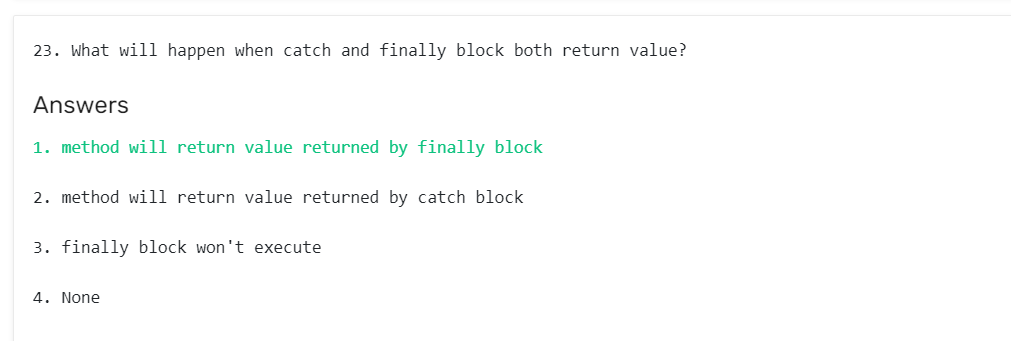 23. What will happen when catch and finally block both return value?
Answers
1. method will return value returned by finally block
2. method will return value returned by catch block
3. finally block won't execute
4. None